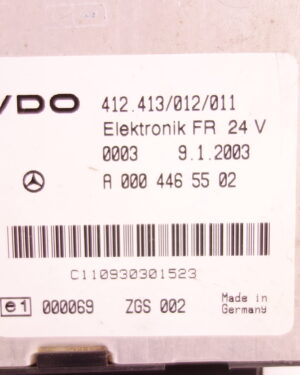 VDO 412.413/012/011
Elektronik FR 24 V
0003 9.1.2003
A 000 446 55 02
C110930301523
e1 000069 ZGS 002 Made in Germany